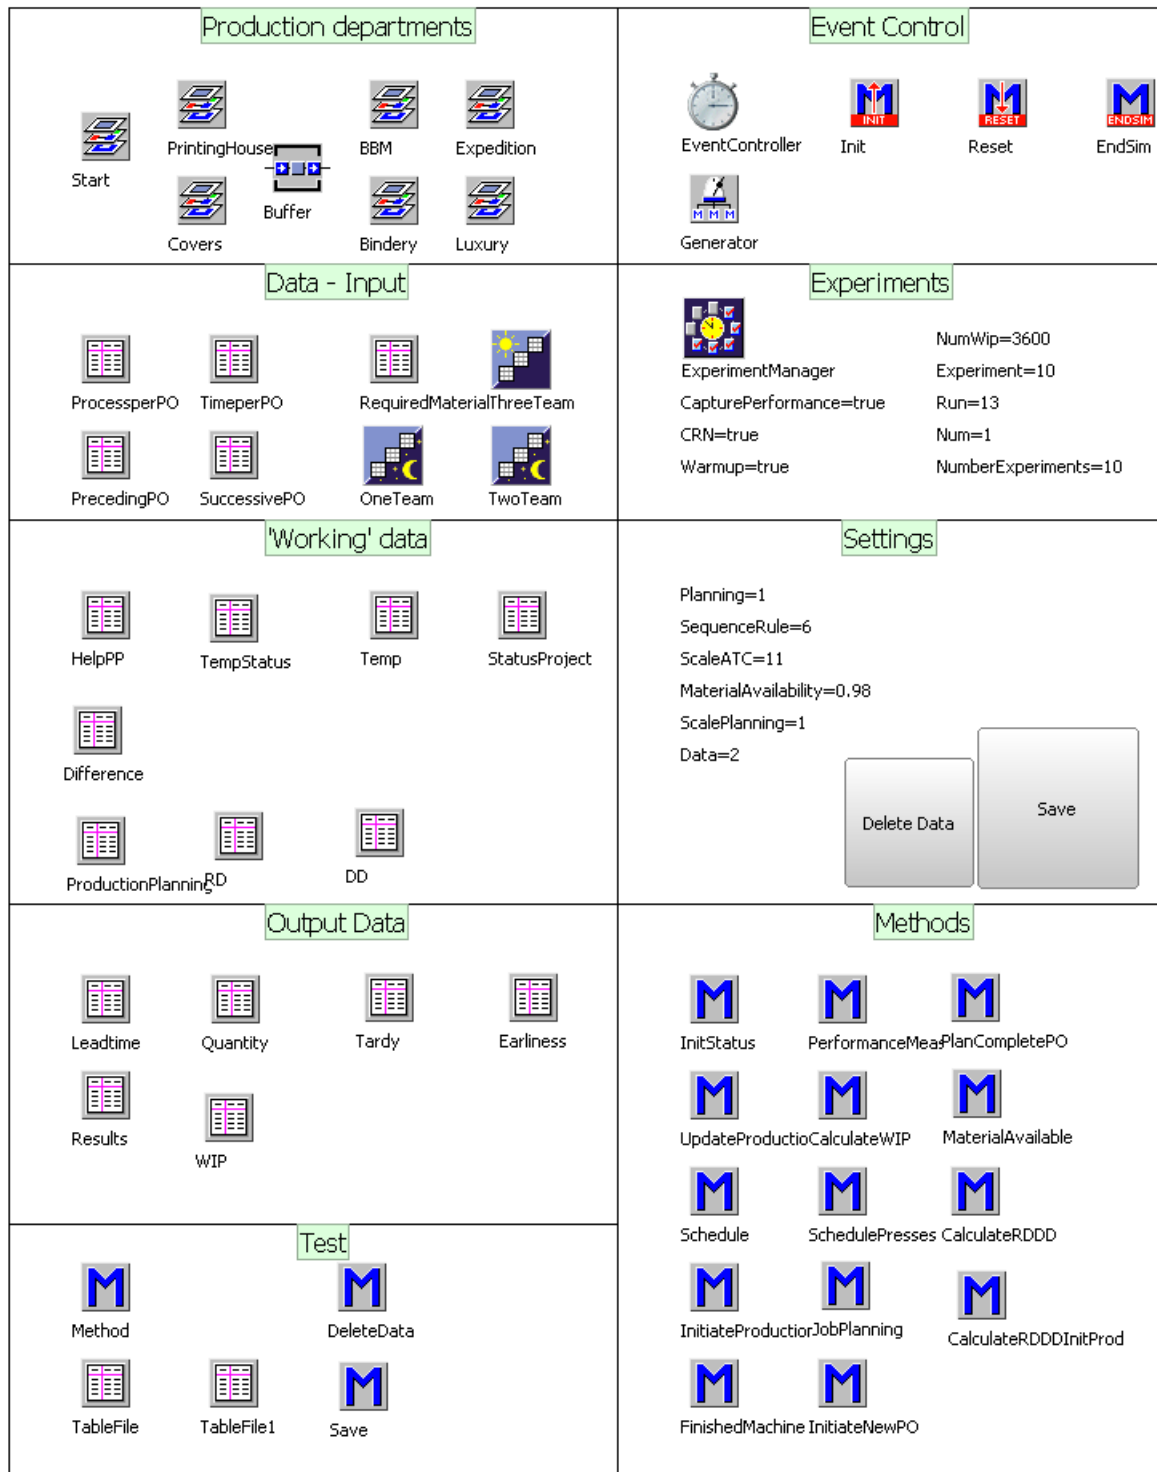 Production departments
Start
PrintingHouse
Covers
Buffer
BBM
Expedition
Bindery
Luxury
Event Control
EventController
INIT
Init
RESET
Reset
ENDSIM
EndSim
M M M
Generator
Data - Input
ProcessperPO
TimeperPO
RequiredMaterialThreeTeam
PrecedingPO
SuccessivePO
OneTeam
TwoTeam
Experiments
ExperimentManager
CapturePerformance=true
CRN=true
Warmup=true
NumWip=3600
Experiment=10
Run=13
Num=1
NumberExperiments=10
'Working' data
HelpPP
TempStatus
Temp
StatusProject
Difference
ProductionPlanning
RD
DD
Settings
Planning=1
SequenceRule=6
ScaleATC=11
MaterialAvailability=0.98
ScalePlanning=1
Data=2
Delete Data
Save
Output Data
Leadtime
Quantity
Tardy
Earliness
Results
WIP
Test
Method
DeleteData
TableFile
TableFile1
Save
Methods
InitStatus
PerformanceMeas
PlanCompletePO
UpdateProductio
CalculateWIP
MaterialAvailable
Schedule
SchedulePresses
CalculateRDDD
InitiateProduction
JobPlanning
CalculateRDDDInitProd
FinishedMachine
InitiateNewPO